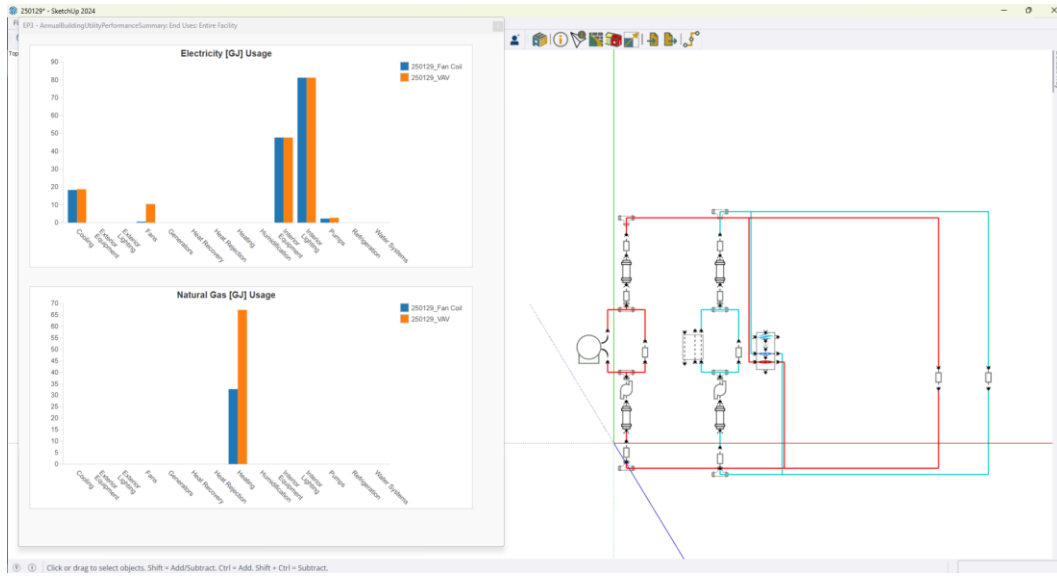 250129* - SketchUp 2024
EP3 - AnnualBuildingUtilityPerformanceSummary: End Uses: Entire Facility
Top
Electricity [GJ] Usage
250129_Fan Coil
250129_VAV
90
80
70
60
50
40
30
20
10
0
Cooling
Exterior Equipment
Exterior Lighting
Fans
Generators
Heat Recovery
Heat Rejection
Heating
Humidification
Interior Equipment
Interior Lighting
Pumps
Refrigeration
Water Systems
Natural Gas [GJ] Usage
250129_Fan Coil
250129_VAV
70
65
60
55
50
45
40
35
30
25
20
15
10
5
0
Cooling
Exterior Equipment
Exterior Lighting
Fans
Generators
Heat Recovery
Heat Rejection
Heating
Humidification
Interior Equipment
Interior Lighting
Pumps
Refrigeration
Water Systems
Click or drag to select objects. Shift = Add/Subtract. Ctrl = Add. Shift + Ctrl = Subtract.